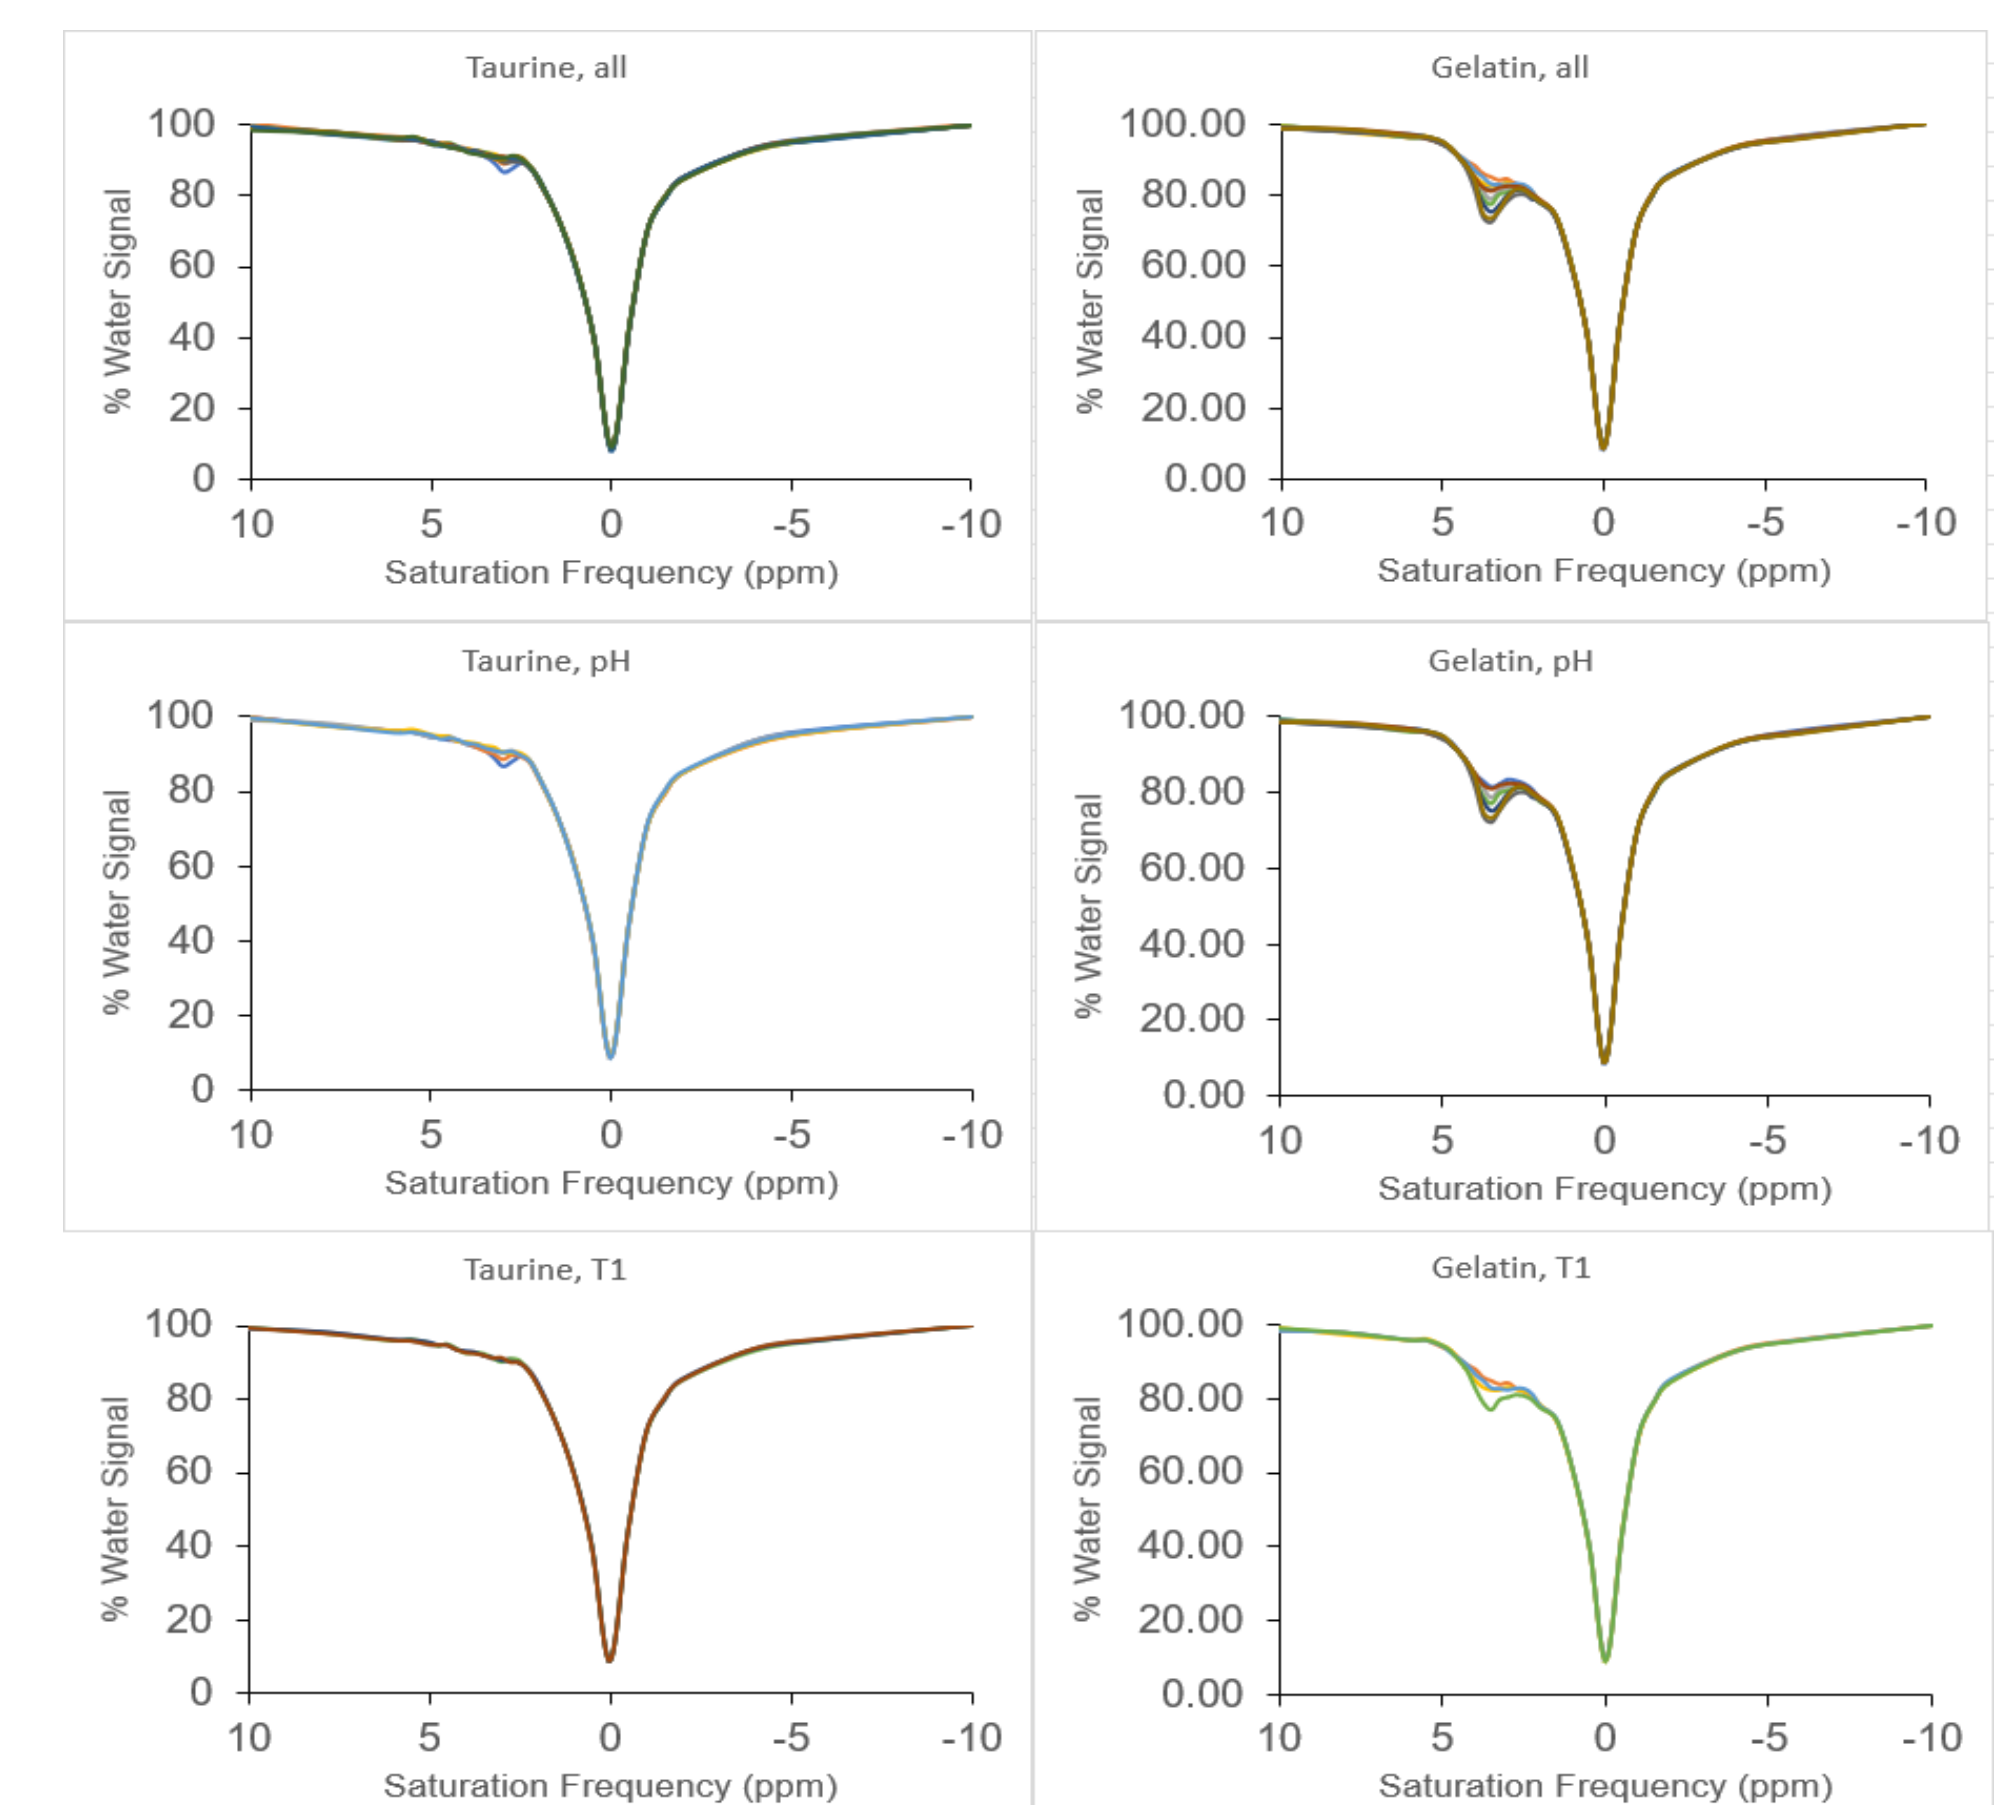 Taurine, all
% Water Signal
100
80
60
40
20
0
10 5 0 -5 -10
Saturation Frequency (ppm)
Gelatin, all
% Water Signal
100.00
80.00
60.00
40.00
20.00
0.00
10 5 0 -5 -10
Saturation Frequency (ppm)
Taurine, pH
% Water Signal
100
80
60
40
20
0
10 5 0 -5 -10
Saturation Frequency (ppm)
Gelatin, pH
% Water Signal
100.00
80.00
60.00
40.00
20.00
0.00
10 5 0 -5 -10
Saturation Frequency (ppm)
Taurine, T1
% Water Signal
100
80
60
40
20
0
10 5 0 -5 -10
Saturation Frequency (ppm)
Gelatin, T1
% Water Signal
100.00
80.00
60.00
40.00
20.00
0.00
10 5 0 -5 -10
Saturation Frequency (ppm)